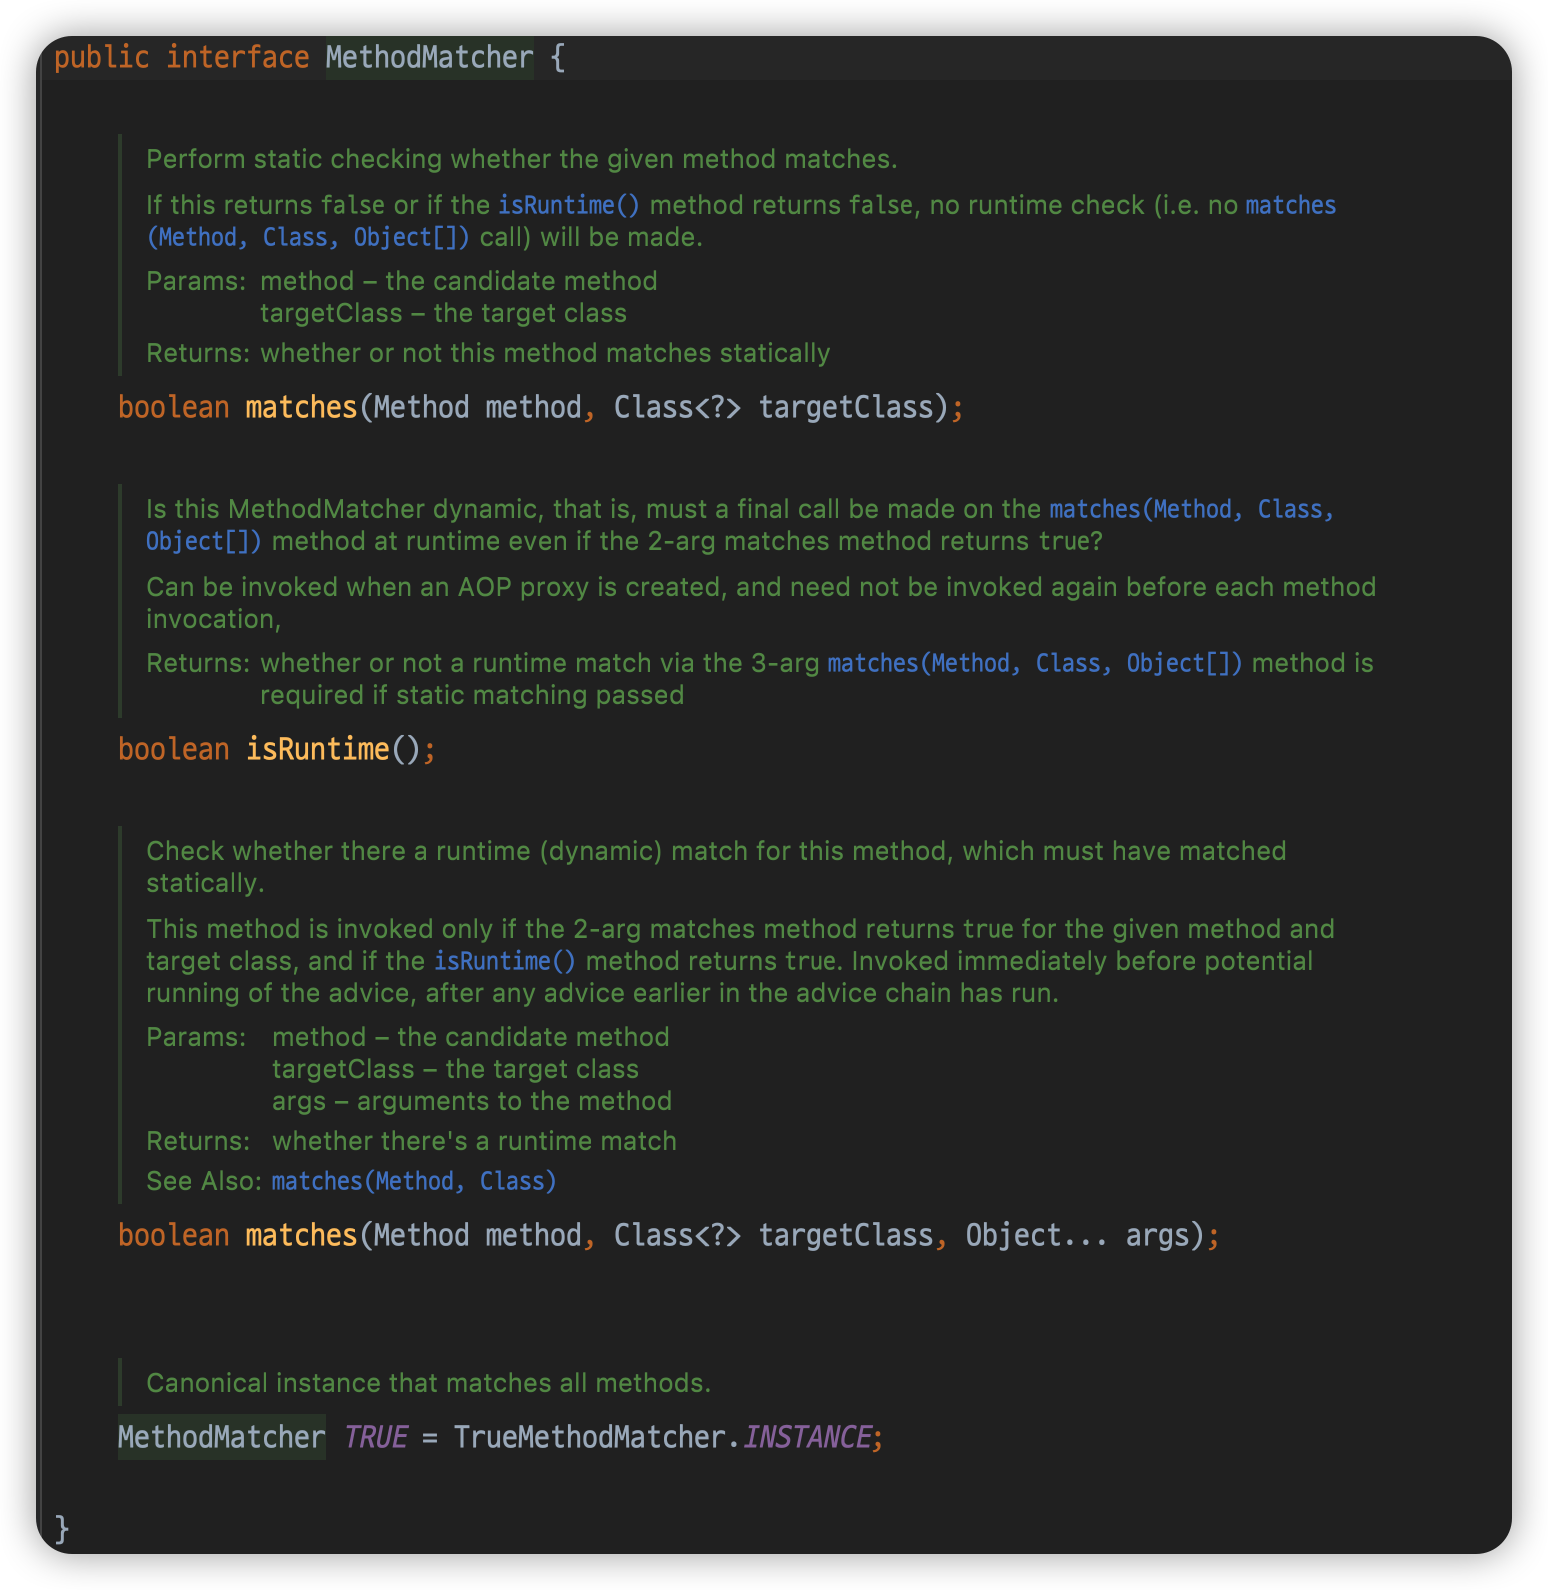 public interface MethodMatcher {
Perform static checking whether the given method matches.
If this returns false or if the isRuntime() method returns false, no runtime check (i.e. no matches
(Method, Class, Object[]) call) will be made.
Params: method – the candidate method
targetClass – the target class
Returns: whether or not this method matches statically
boolean matches(Method method, Class<?> targetClass);
Is this MethodMatcher dynamic, that is, must a final call be made on the matches(Method, Class,
Object[]) method at runtime even if the 2-arg matches method returns true?
Can be invoked when an AOP proxy is created, and need not be invoked again before each method
invocation,
Returns: whether or not a runtime match via the 3-arg matches(Method, Class, Object[]) method is
required if static matching passed
boolean isRuntime();
Check whether there a runtime (dynamic) match for this method, which must have matched
statically.
This method is invoked only if the 2-arg matches method returns true for the given method and
target class, and if the isRuntime() method returns true. Invoked immediately before potential
running of the advice, after any advice earlier in the advice chain has run.
Params: method – the candidate method
targetClass – the target class
args – arguments to the method
Returns: whether there's a runtime match
See Also: matches(Method, Class)
boolean matches(Method method, Class<?> targetClass, Object... args);
Canonical instance that matches all methods.
MethodMatcher TRUE = TrueMethodMatcher.INSTANCE;
}